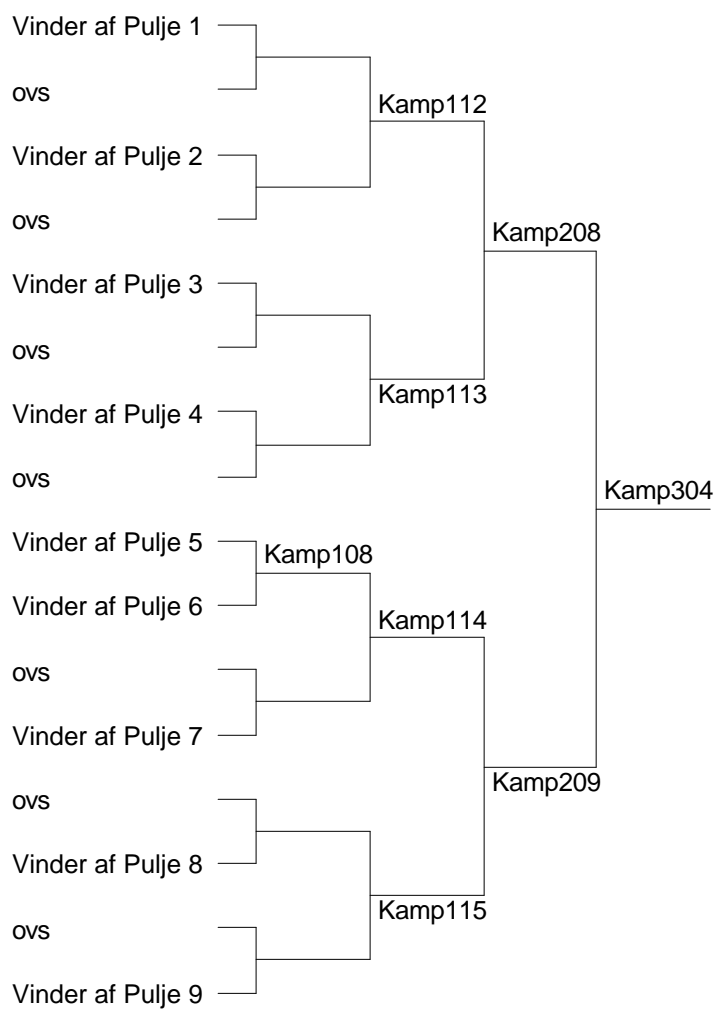 Vinder af Pulje 1
ovs
Kamp112
Vinder af Pulje 2
ovs
Kamp208
Vinder af Pulje 3
ovs
Kamp113
Vinder af Pulje 4
ovs
Kamp304
Vinder af Pulje 5
Kamp108
Vinder af Pulje 6
Kamp114
ovs
Vinder af Pulje 7
Kamp209
ovs
Vinder af Pulje 8
Kamp115
ovs
Vinder af Pulje 9